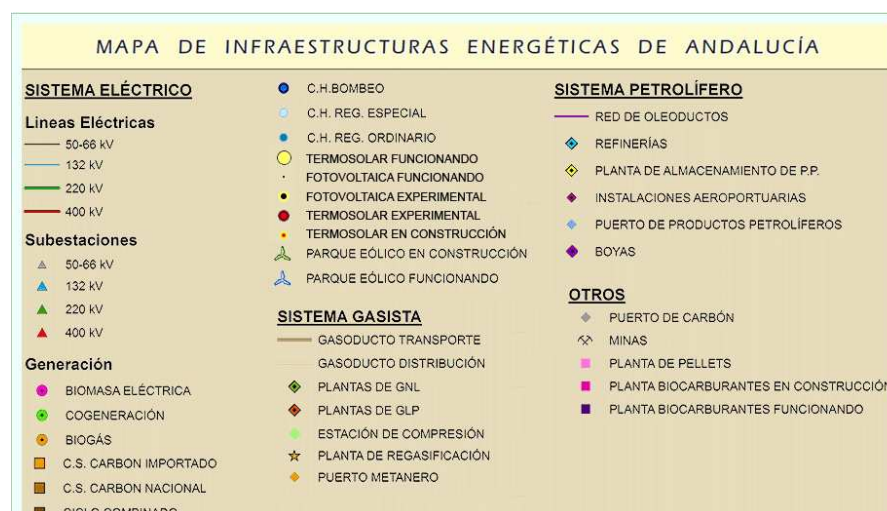 MAPA DE INFRAESTRUCTURAS ENERGÉTICAS DE ANDALUCÍA
SISTEMA ELÉCTRICO
Lineas Eléctricas
50-66 kV
132 kV
220 kV
400 kV
Subestaciones
50-66 kV
132 kV
220 kV
400 kV
Generación
BIOMASA ELÉCTRICA
COGENERACIÓN
BIOGÁS
C.S. CARBON IMPORTADO
C.S. CARBON NACIONAL
CICLO COMBINADO
C.H.BOMBEO
C.H. REG. ESPECIAL
C.H. REG. ORDINARIO
TERMOSOLAR FUNCIONANDO
FOTOVOLTAICA FUNCIONANDO
FOTOVOLTAICA EXPERIMENTAL
TERMOSOLAR EXPERIMENTAL
TERMOSOLAR EN CONSTRUCCIÓN
PARQUE EÓLICO EN CONSTRUCCIÓN
PARQUE EÓLICO FUNCIONANDO
SISTEMA GASISTA
GASODUCTO TRANSPORTE
GASODUCTO DISTRIBUCIÓN
PLANTAS DE GNL
PLANTAS DE GLP
ESTACIÓN DE COMPRESIÓN
PLANTA DE REGASIFICACIÓN
PUERTO METANERO
SISTEMA PETROLÍFERO
RED DE OLEODUCTOS
REFINERÍAS
PLANTA DE ALMACENAMIENTO DE P.P.
INSTALACIONES AEROPORTUARIAS
PUERTO DE PRODUCTOS PETROLÍFEROS
BOYAS
OTROS
PUERTO DE CARBÓN
MINAS
PLANTA DE PELLETS
PLANTA BIOCARBURANTES EN CONSTRUCCIÓN
PLANTA BIOCARBURANTES FUNCIONANDO